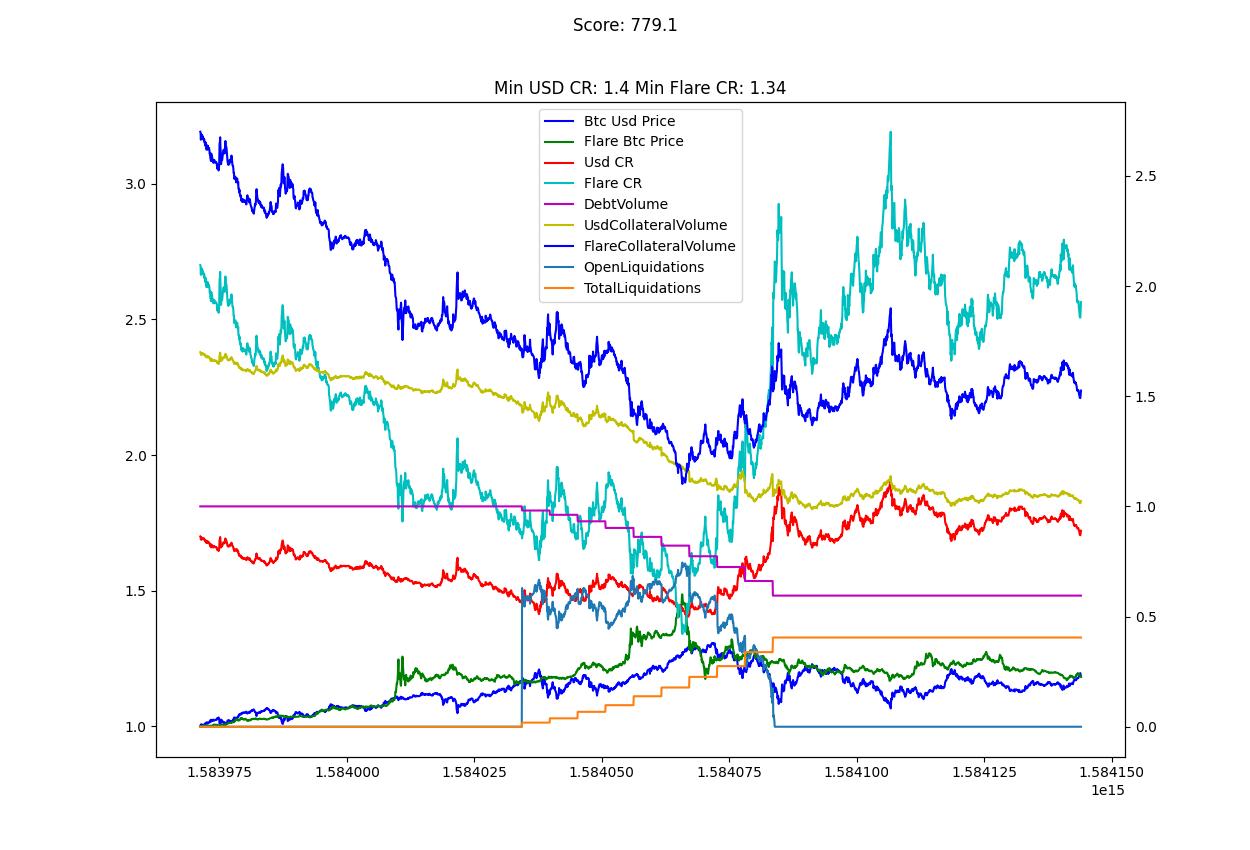 Score: 779.1
Min USD CR: 1.4 Min Flare CR: 1.34
Btc Usd Price
Flare Btc Price
Usd CR
Flare CR
DebtVolume
UsdCollateralVolume
FlareCollateralVolume
OpenLiquidations
TotalLiquidations
3.0
2.5
2.0
1.5
1.0
2.5
2.0
1.5
1.0
0.5
0.0
1.583975 1.584000 1.584025 1.584050 1.584075 1.584100 1.584125 1.584150
1e15